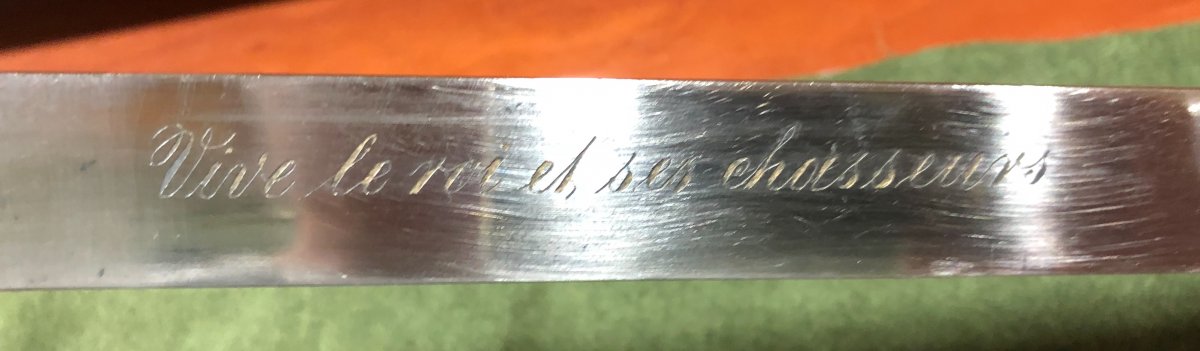 Vive le roi et ses chasseurs